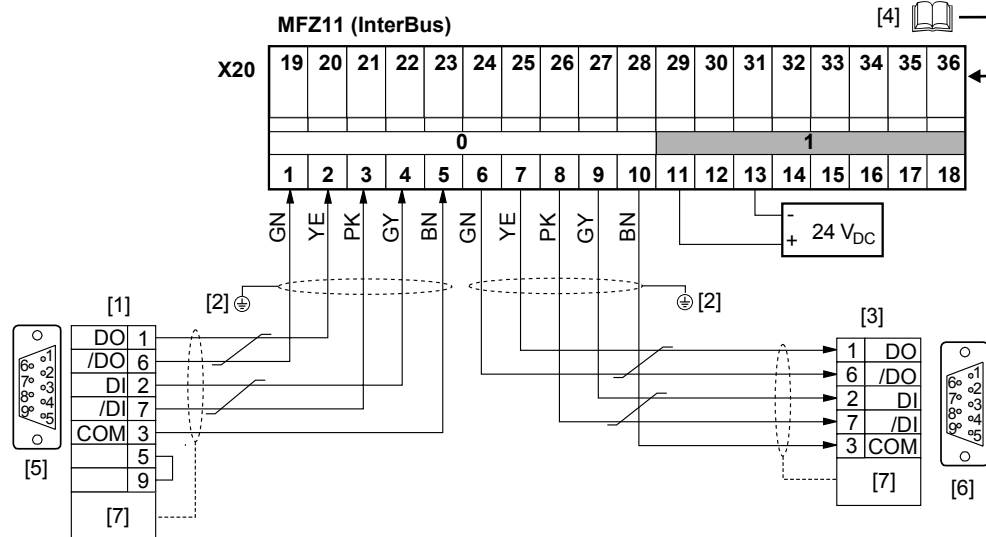 [4]
MFZ11 (InterBus)
X20
19 20 21 22 23 24 25 26 27 28 29 30 31 32 33 34 35 36
0 1
1 2 3 4 5 6 7 8 9 10 11 12 13 14 15 16 17 18
GN YE PK GY BN GN YE PK GY BN
-
+ 24 VDC
[2] [2]
[1]
DO 1
/DO 6
DI 2
/DI 7
COM 3
5
9
[7]
1
6 2
7 3
8 4
9 5
[5]
[3]
1 DO
6 /DO
2 DI
7 /DI
3 COM
[7]
1
6 2
7 3
8 4
9 5
[6]